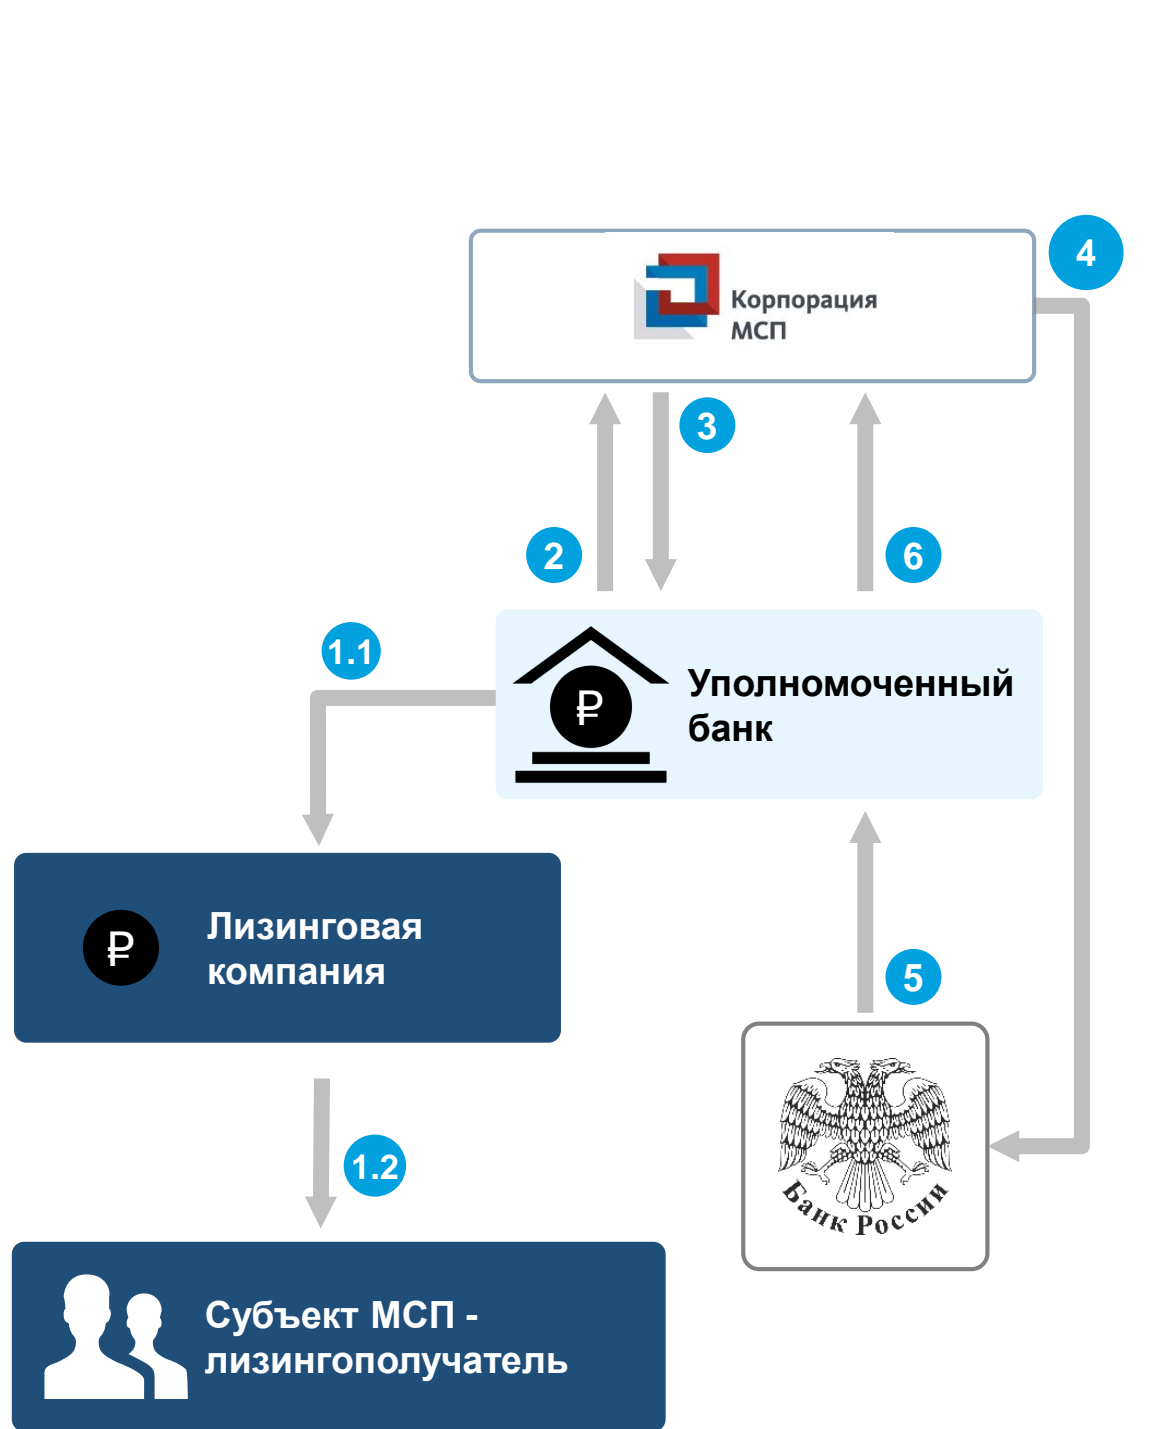 4
Корпорация
МСП
3
2
6
1.1
₽
Уполномоченный
банк
₽
Лизинговая
компания
5
1.2
Банк России
Субъект МСП -
лизингополучатель